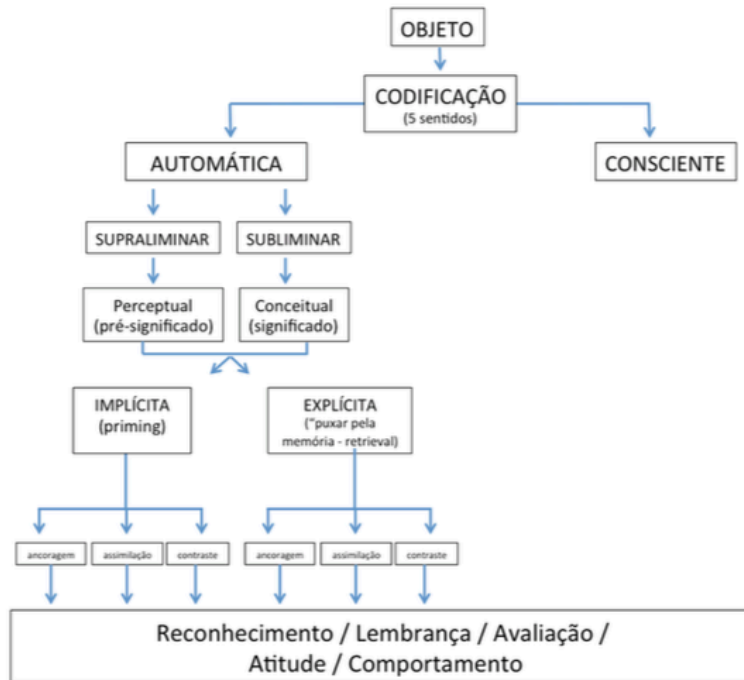 OBJETO
CODIFICAÇÃO
(5 sentidos)
AUTOMÁTICA
CONSCIENTE
SUPRALIMINAR
SUBLIMINAR
Perceptual
(pré-significado)
Conceitual
(significado)
IMPLÍCITA
(priming)
EXPLÍCITA
("puxar pela
memória - retrieval)
ancoragem
assimilação
contraste
ancoragem
assimilação
contraste
Reconhecimento / Lembrança / Avaliação /
Atitude / Comportamento